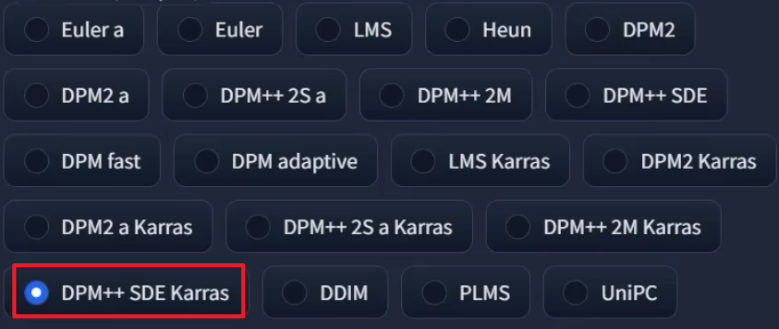 Euler a Euler LMS Heun DPM2
DPM2 a DPM++ 2S a DPM++ 2M DPM++ SDE
DPM fast DPM adaptive LMS Karras DPM2 Karras
DPM2 a Karras DPM++ 2S a Karras DPM++ 2M Karras
DPM++ SDE Karras DDIM PLMS UniPC